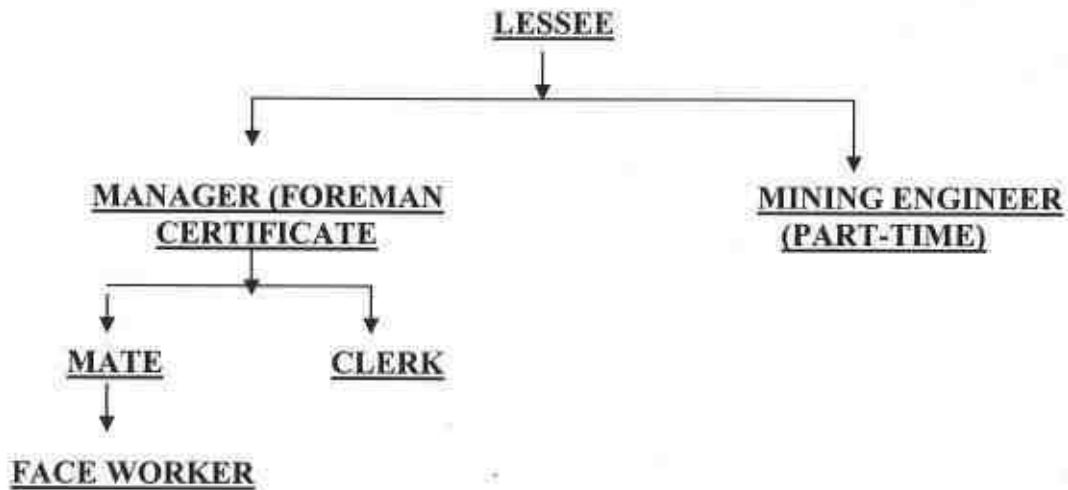 LESSEE
MANAGER (FOREMAN
CERTIFICATE
MINING ENGINEER
(PART-TIME)
MATE
CLERK
FACE WORKER